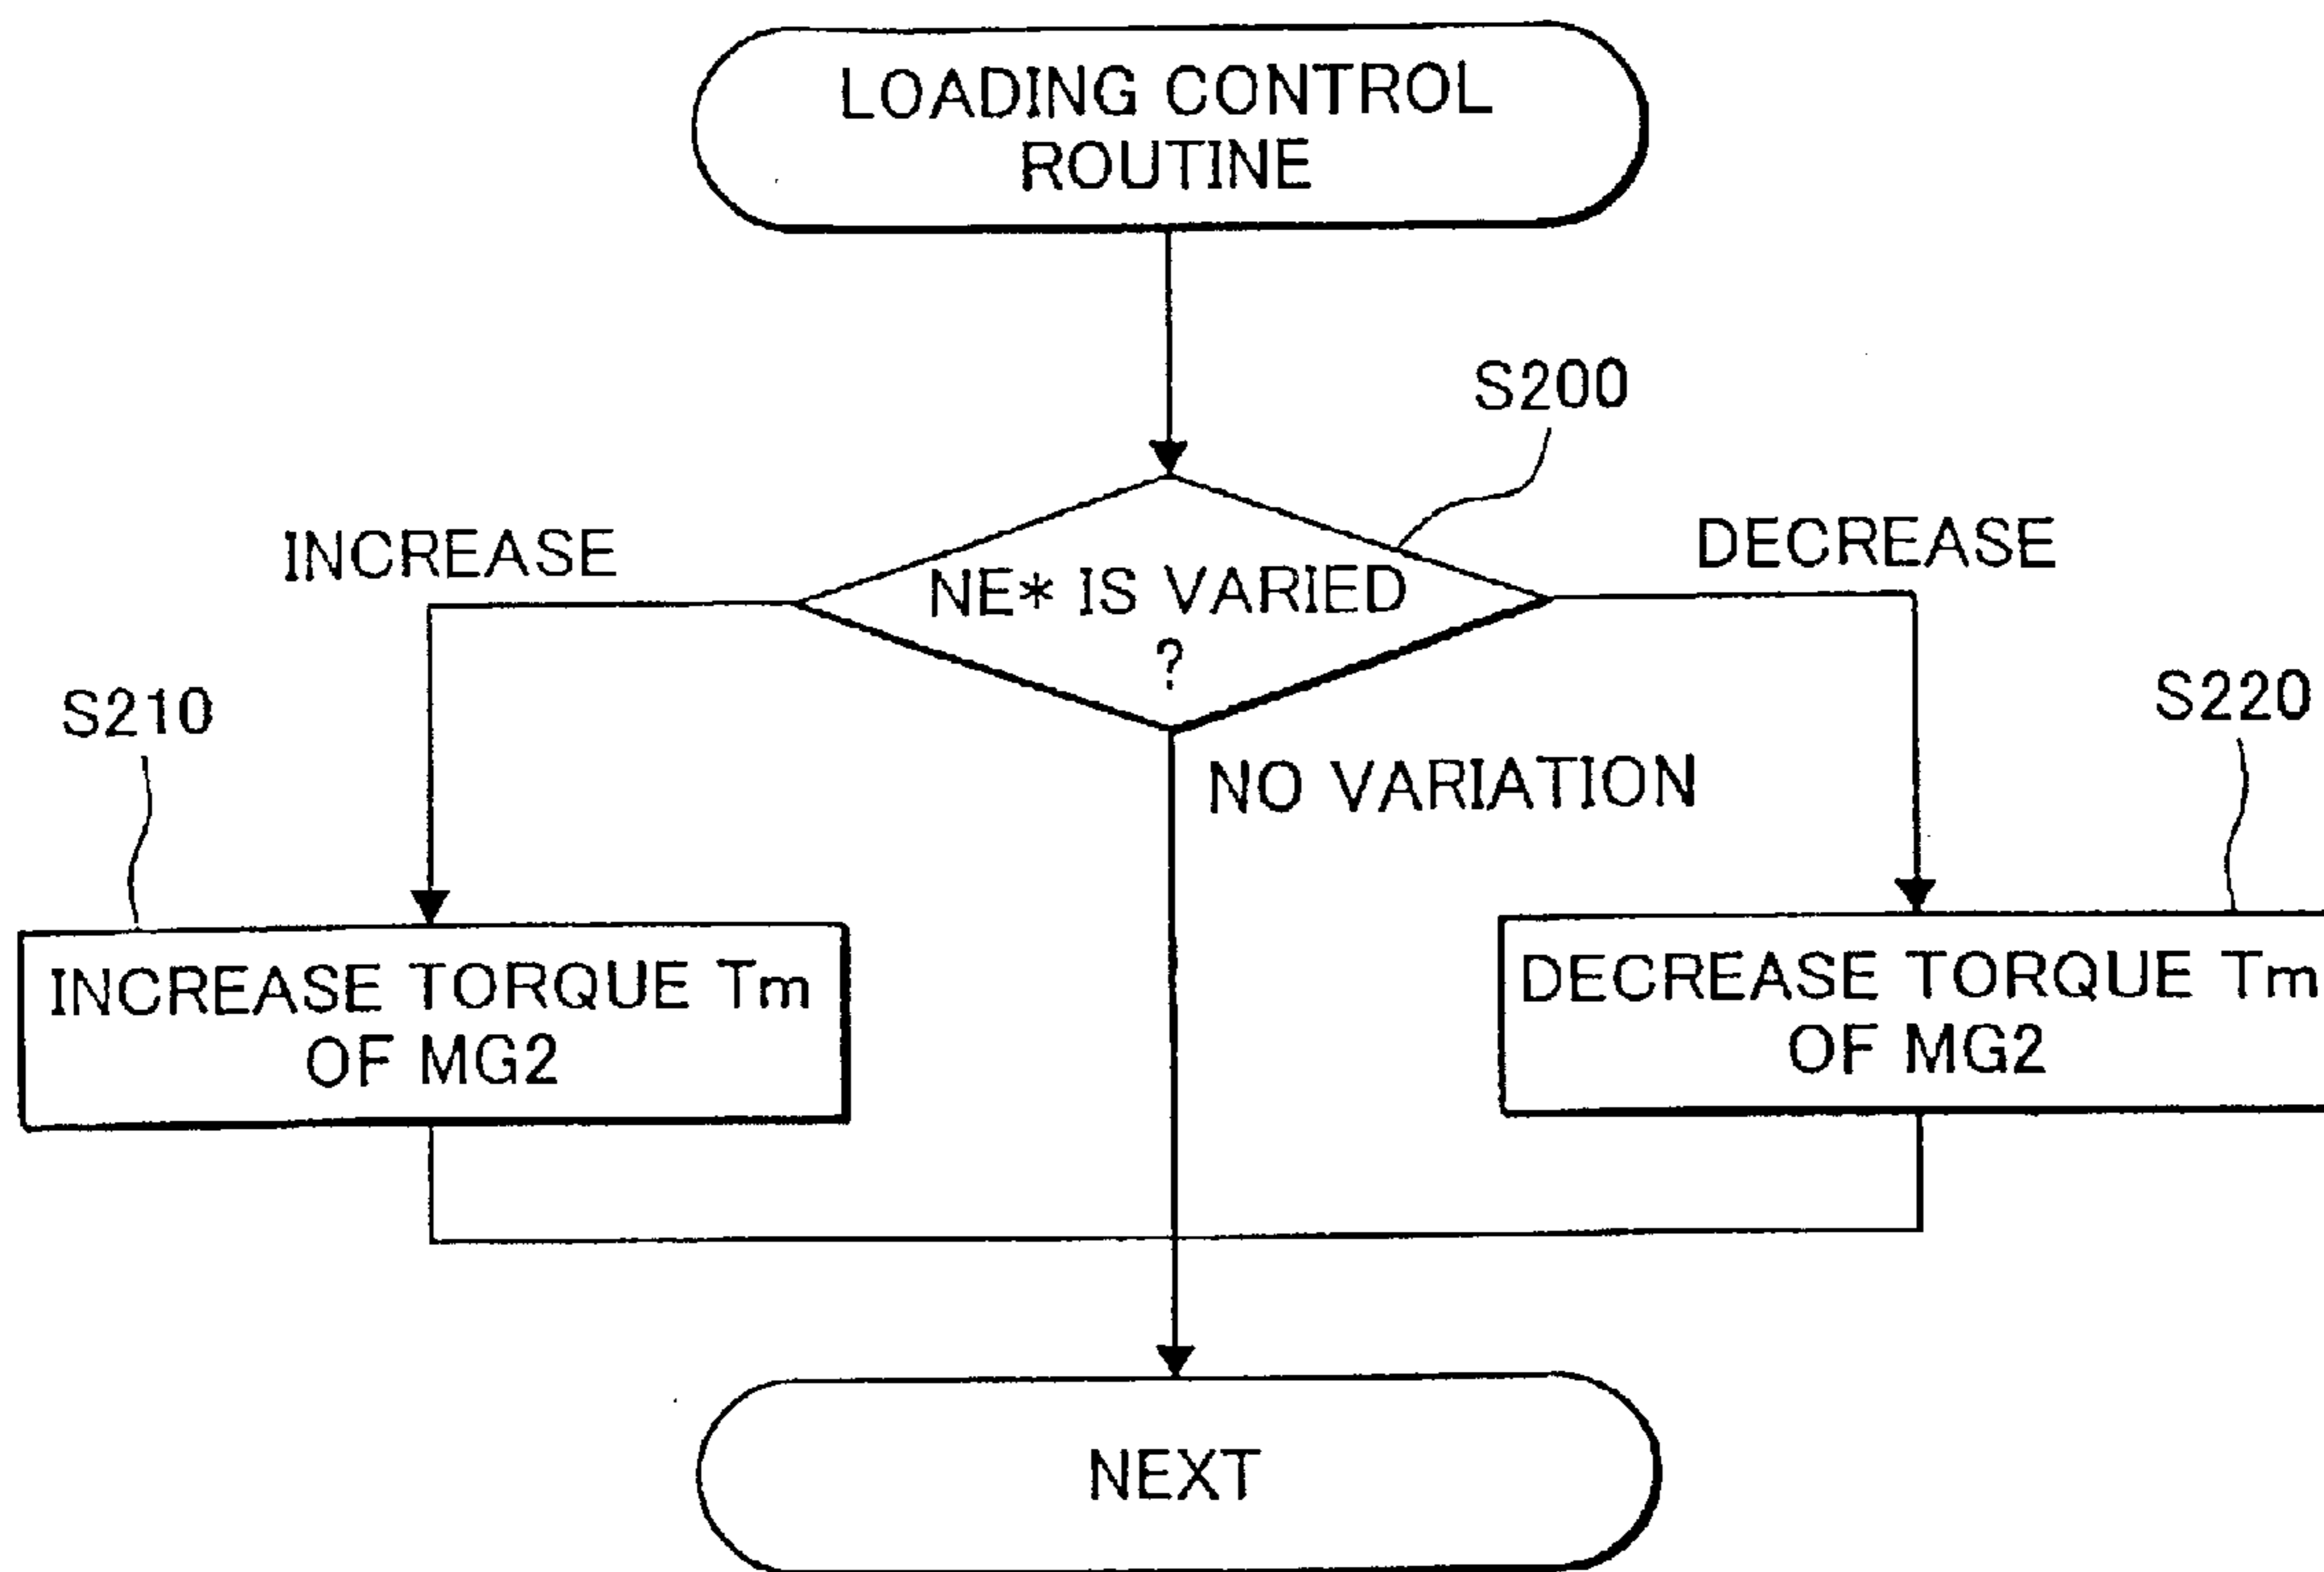 LOADING CONTROL
ROUTINE
S200
INCREASE
NE* IS VARIED
?
DECREASE
S210
S220
NO VARIATION
INCREASE TORQUE Tm
OF MG2
DECREASE TORQUE Tm
OF MG2
NEXT